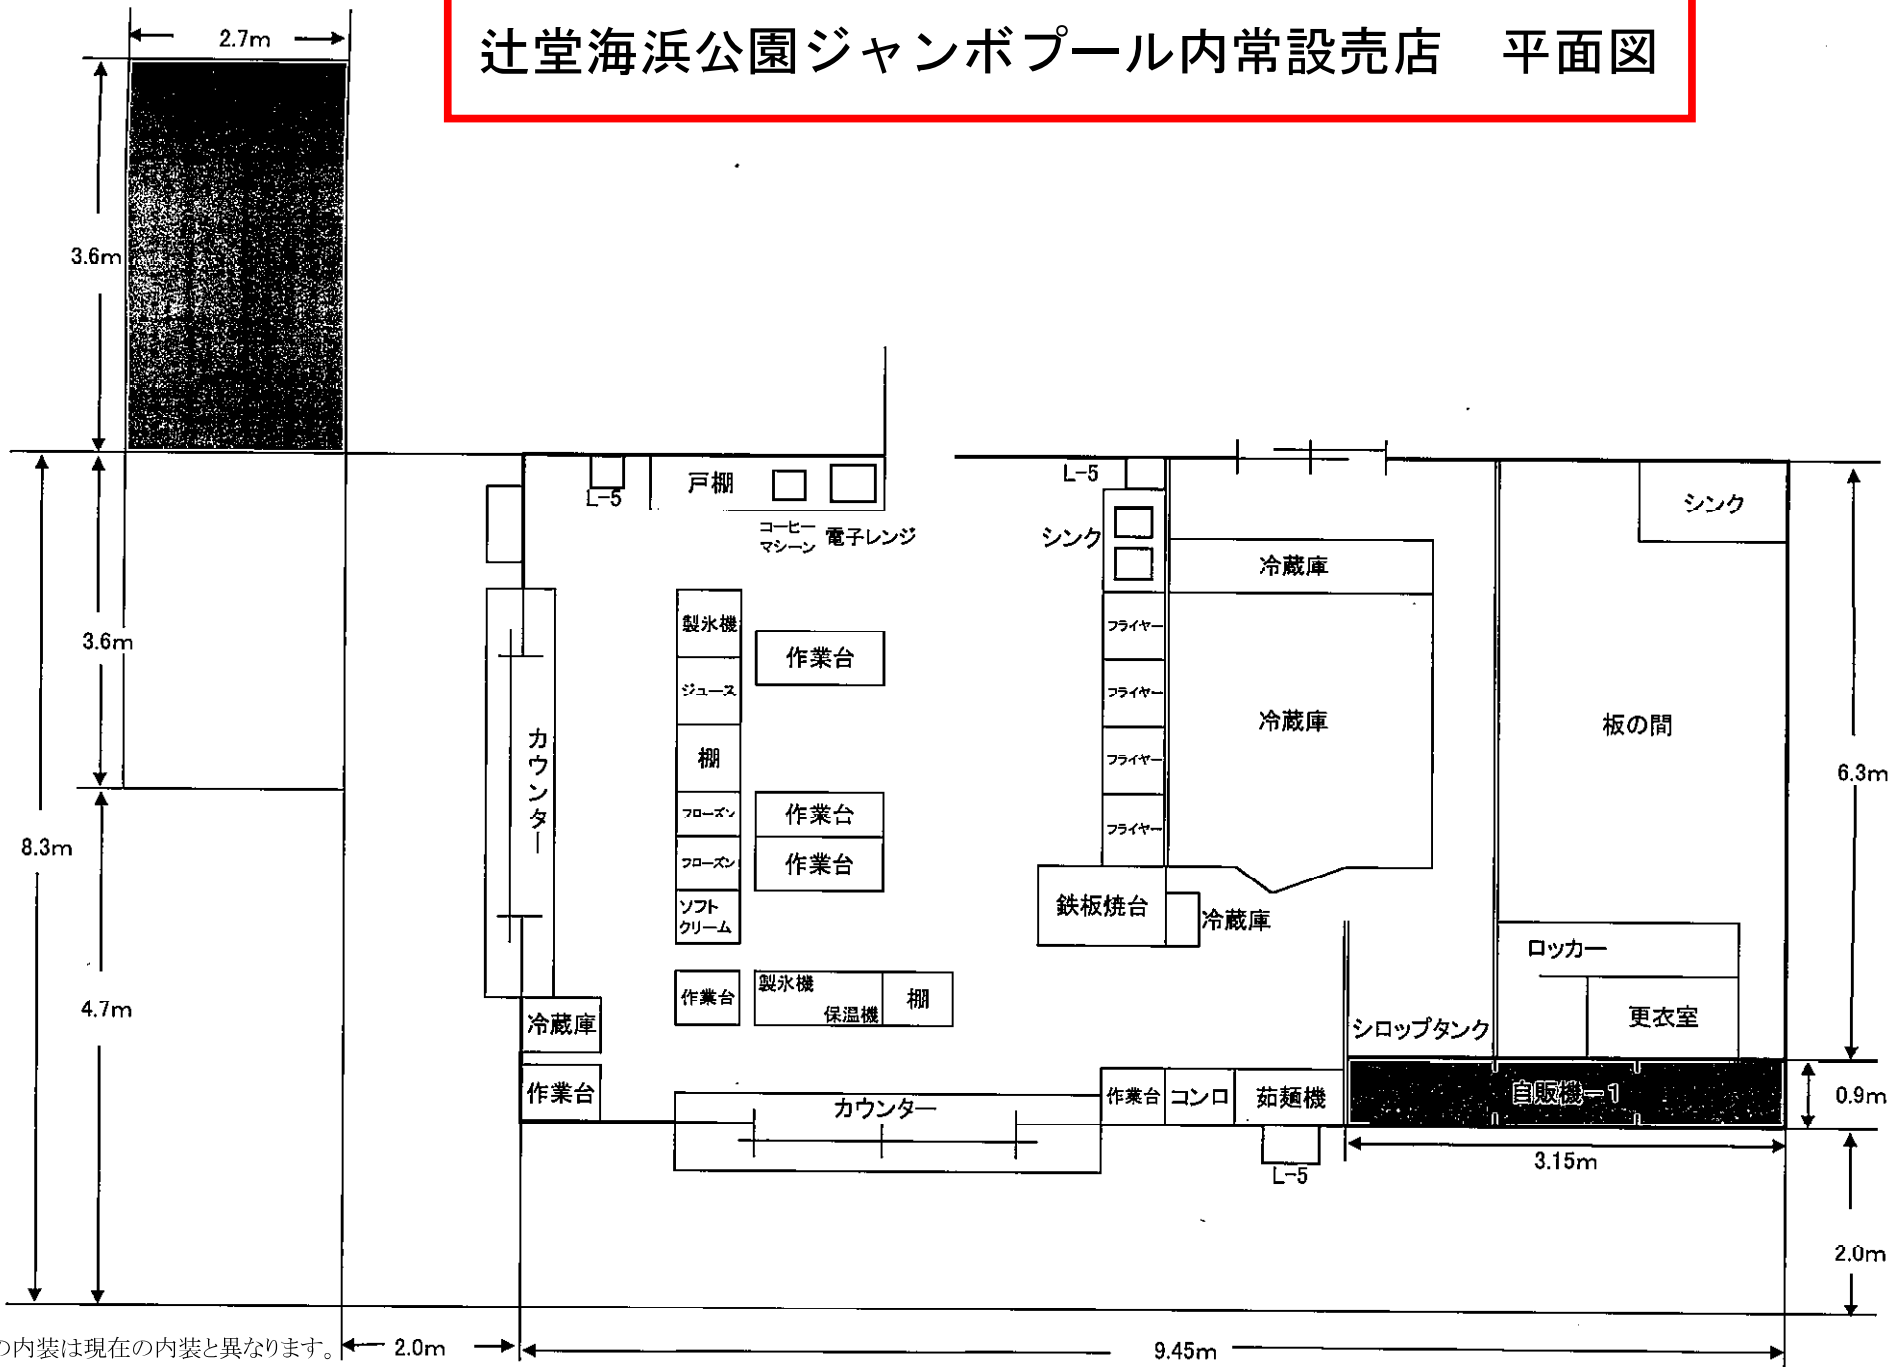 辻堂海浜公園ジャンボプール内常設売店　平面図
2.7m
3.6m
L-5
戸棚
コーヒー
マシーン
電子レンジ
L-5
シンク
シンク
冷蔵庫
製氷機
作業台
フライヤー
3.6m
ジュース
フライヤー
冷蔵庫
板の間
カウンター
棚
フライヤー
6.3m
フローズン
作業台
フライヤー
8.3m
フローズン
作業台
ソフト
クリーム
鉄板焼台
冷蔵庫
ロッカー
4.7m
作業台
製氷機
保温機
棚
冷蔵庫
シロップタンク
更衣室
作業台
カウンター
作業台
コンロ
茹麺機
自販機－1
0.9m
L-5
3.15m
2.0m
の内装は現在の内装と異なります。
2.0m
9.45m